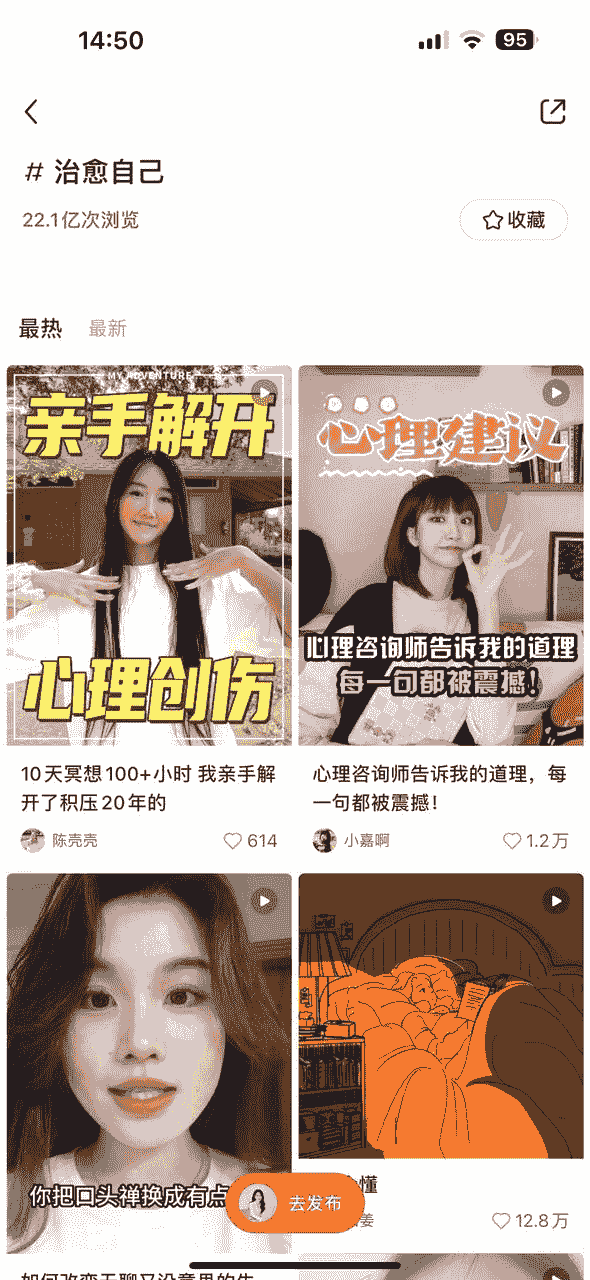 14:50
95
# 治愈自己
22.1亿次浏览
收藏
最热
最新
MY ADVENTURE
亲手解开
心理创伤
10天冥想100+小时 我亲手解
开了积压20年的
陈壳壳
614
心理建议
心理咨询师告诉我的道理
每一句都被震撼!
心理咨询师告诉我的道理，每
一句都被震撼！
小嘉啊
1.2万
你把口头禅换成有点
懂
姜
12.8万
去发布
如何改变无聊又没意思的生